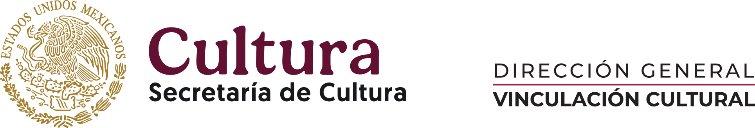 ESTADOS UNIDOS MEXICANOS
Cultura
Secretaría de Cultura
DIRECCIÓN GENERAL
VINCULACIÓN CULTURAL